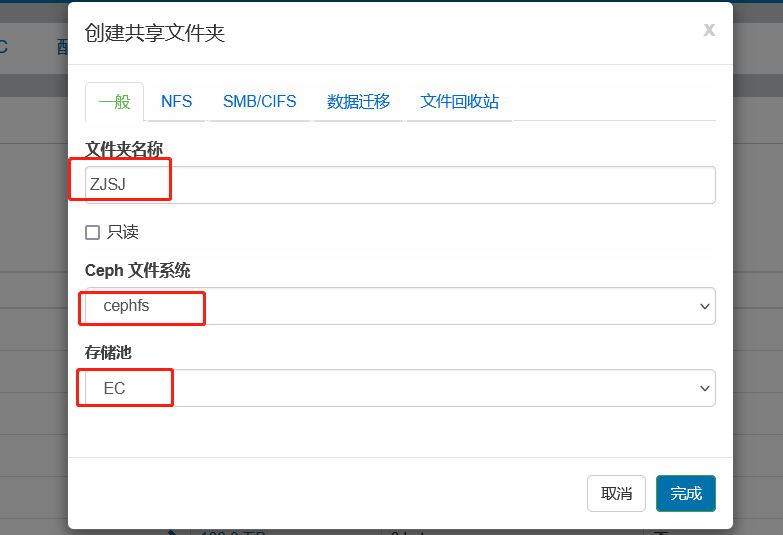 创建共享文件夹
x
C
配
一般 NFS SMB/CIFS 数据迁移 文件回收站
文件夹名称
ZJSJ
只读
Ceph 文件系统
cephfs
存储池
EC
取消 完成